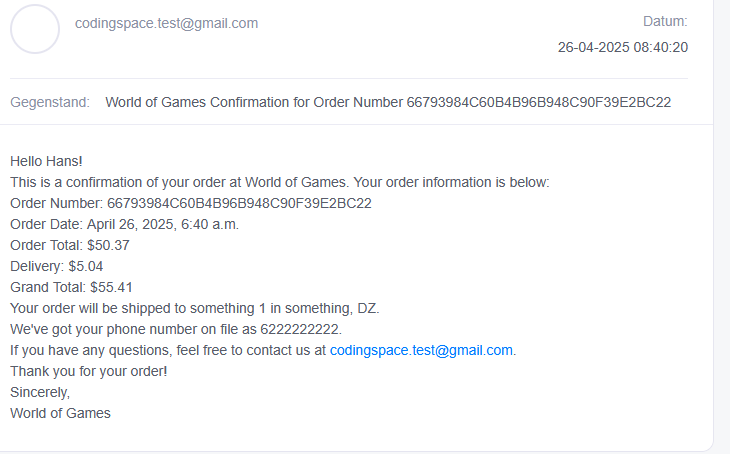 codingspace.test@gmail.com
Datum:
26-04-2025 08:40:20
Gegenstand: World of Games Confirmation for Order Number 66793984C60B4B96B948C90F39E2BC22
Hello Hans!
This is a confirmation of your order at World of Games. Your order information is below:
Order Number: 66793984C60B4B96B948C90F39E2BC22
Order Date: April 26, 2025, 6:40 a.m.
Order Total: $50.37
Delivery: $5.04
Grand Total: $55.41
Your order will be shipped to something 1 in something, DZ.
We've got your phone number on file as 6222222222.
If you have any questions, feel free to contact us at codingspace.test@gmail.com.
Thank you for your order!
Sincerely,
World of Games